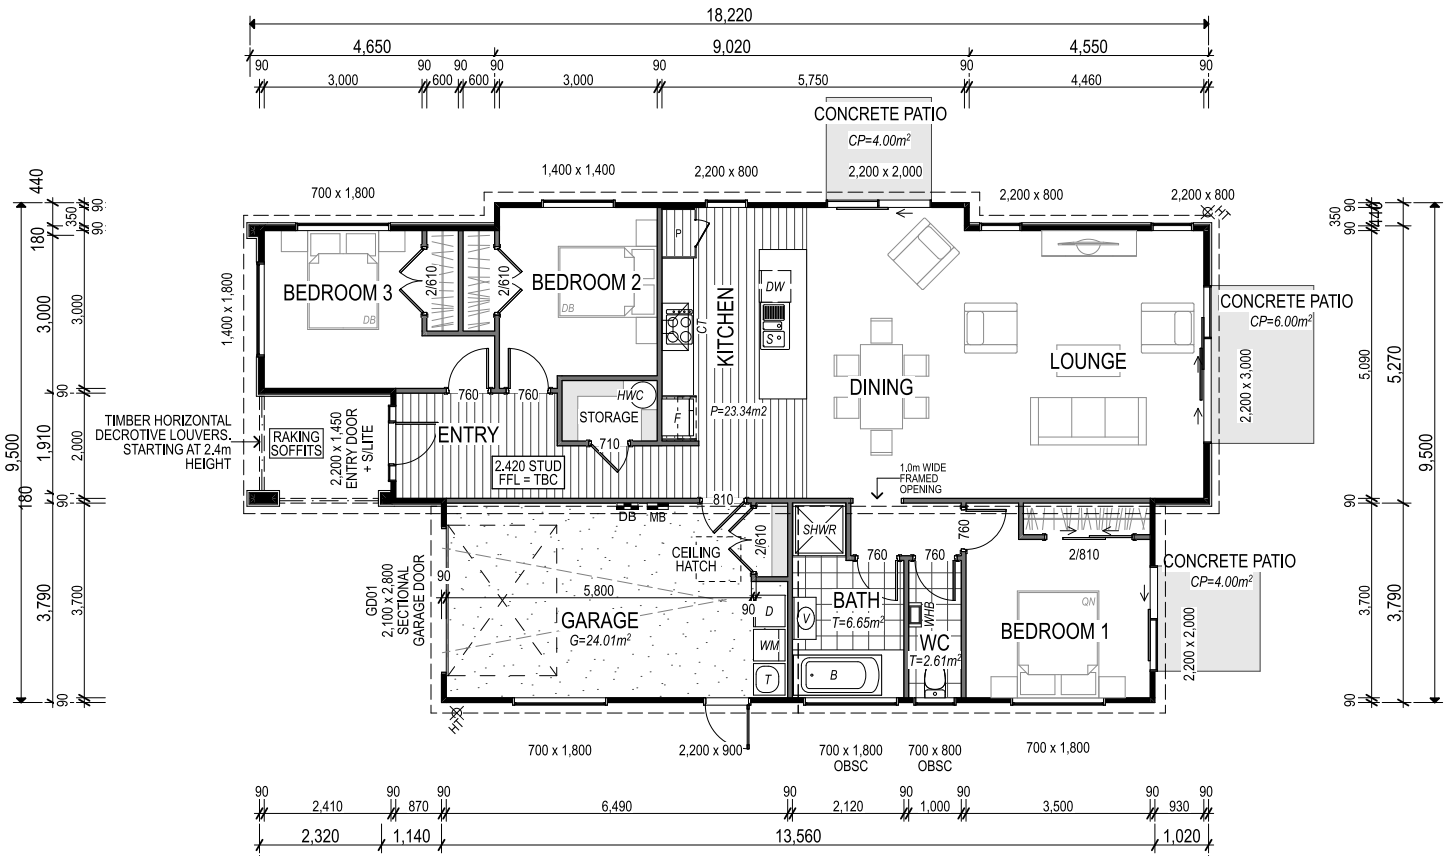 18,220
4,650 9,020 4,550
90 90 90 90 90 90 90
3,000 600 600 3,000 5,750 4,460
CONCRETE PATIO
CP=4.00m²
2,200 x 2,000
700 x 1,800
1,400 x 1,400
2,200 x 800
2,200 x 800
2,200 x 800
HT
440
350
90
90
180
3,000
3,000
90
1,910
2,000
9,500
180
90
3,790
3,700
90
1,400 x 1,800
BEDROOM 3
DB
2/610
2/610
BEDROOM 2
DB
P
CT
KITCHEN
DW
S
F
P=23.34m2
DINING
LOUNGE
CONCRETE PATIO
CP=6.00m²
2,200 x 3,000
350
90
90
440
5,090
5,270
9,500
90
3,700
3,790
90
760
760
HWC
STORAGE
710
ENTRY
2.420 STUD
FFL = TBC
TIMBER HORIZONTAL
DECROTIVE LOUVERS.
STARTING AT 2.4m
HEIGHT
RAKING
SOFFITS
2,200 x 1,450
ENTRY DOOR
+ S/LITE
1.0m WIDE
FRAMED
OPENING
810
DB
MB
2/610
CEILING
HATCH
GD01
2,100 x 2,800
SECTIONAL
GARAGE DOOR
90
5,800
90
GARAGE
G=24.01m²
D
WM
T
SHWR
760
760
760
BATH
T=6.65m²
V
B
WHB
WC
T=2.61m²
2/810
BEDROOM 1
QN
CONCRETE PATIO
CP=4.00m²
2,200 x 2,000
HT
700 x 1,800
2,200 x 900
700 x 1,800
OBSC
700 x 800
OBSC
700 x 1,800
90 90 90 90 90 90 90 90
2,410 870 6,490 2,120 1,000 3,500 930
2,320 1,140 13,560 1,020